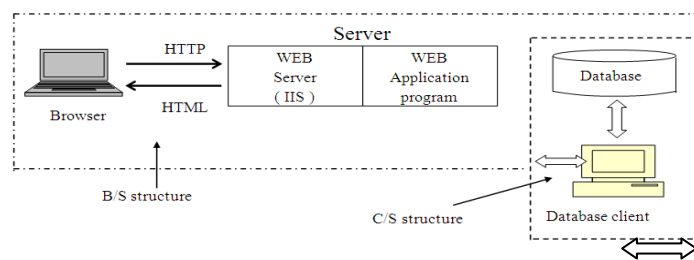 Server
HTTP
WEB
Server
( IIS )
WEB
Application
program
HTML
Browser
Database
B/S structure
C/S structure
Database client